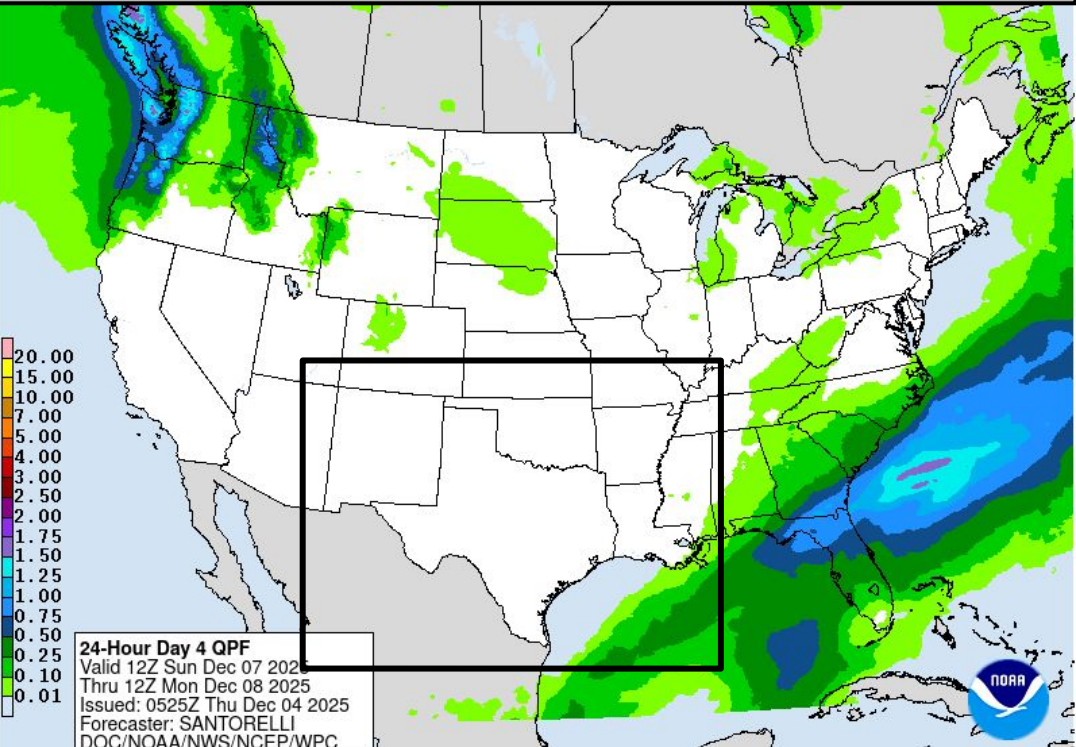 20.00
15.00
10.00
7.00
5.00
4.00
3.00
2.50
2.00
1.75
1.50
1.25
1.00
0.75
0.50
0.25
0.10
0.01
24-Hour Day 4 QPF
Valid 12Z Sun Dec 07 2025
Thru 12Z Mon Dec 08 2025
Issued: 0525Z Thu Dec 04 2025
Forecaster: SANTORELLI
DOC/NOAA/NWS/NCEP/WPC
NOAA